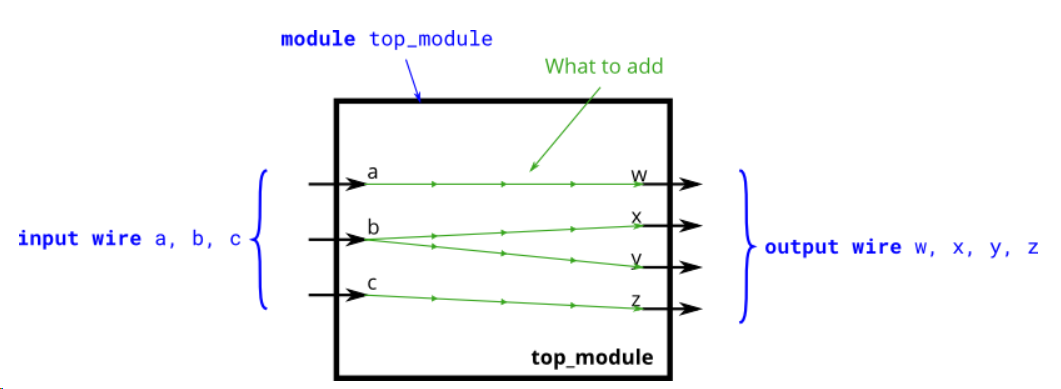 module top_module
What to add
a
w
x
b
y
input wire a, b, c
output wire w, x, y, z
c
z
top_module